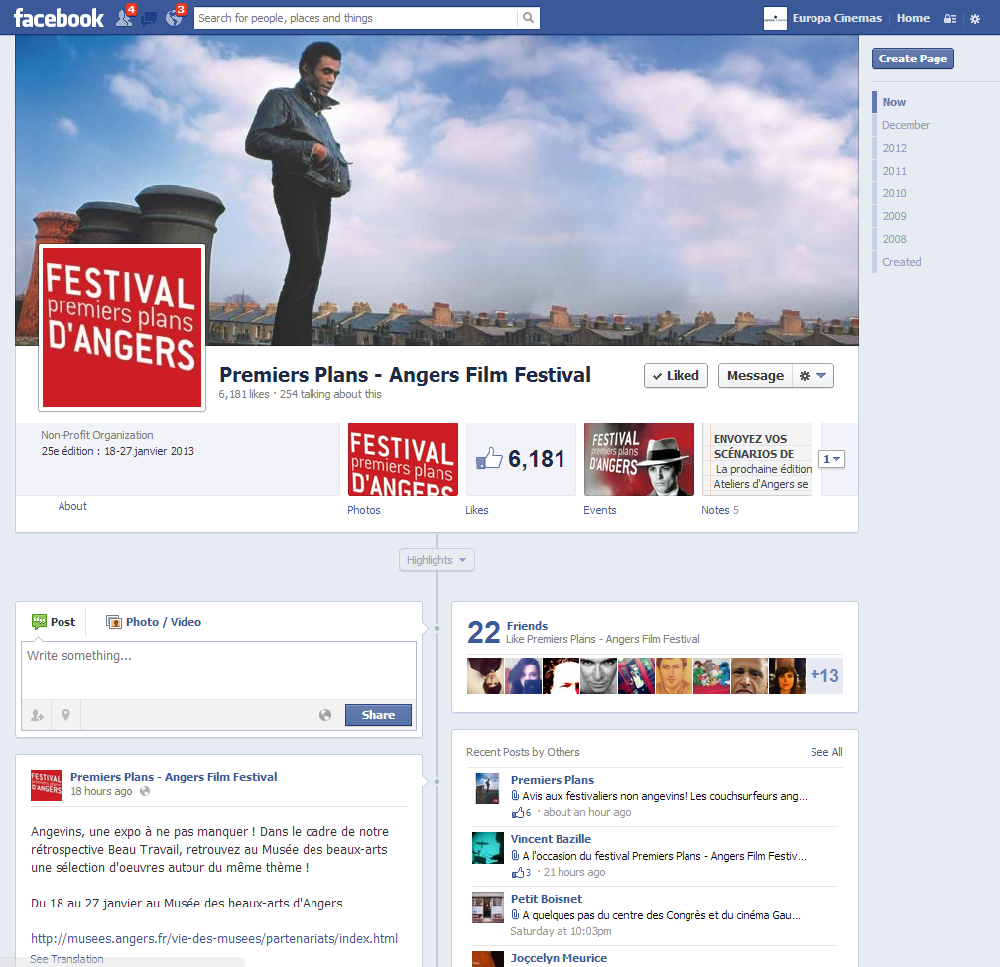 facebook
4
3
Search for people, places and things
Europa Cinemas
Home
Create Page
Now
December
2012
2011
2010
2009
2008
Created
FESTIVAL
premiers plans
D'ANGERS
Premiers Plans - Angers Film Festival
6,181 likes · 254 talking about this
Liked
Message
Non-Profit Organization
25e édition : 18-27 janvier 2013
About
FESTIVAL
premiers plans
D'ANGERS
Photos
6,181
Likes
FESTIVAL
premiers plans
D'ANGERS
Events
ENVOYEZ VOS
SCÉNARIOS DE
La prochaine édition
Ateliers d'Angers se
Notes 5
1
Highlights
Post
Photo / Video
Write something...
Share
22 Friends
Like Premiers Plans - Angers Film Festival
+13
FESTIVAL
premiers plans
D'ANGERS
Premiers Plans - Angers Film Festival
18 hours ago
Angevins, une expo à ne pas manquer ! Dans le cadre de notre
rétrospective Beau Travail, retrouvez au Musée des beaux-arts
une sélection d'oeuvres autour du même thème !
Du 18 au 27 janvier au Musée des beaux-arts d'Angers
http://musees.angers.fr/vie-des-musees/partenariats/index.html
See Translation
Recent Posts by Others
See All
Premiers Plans
Avis aux festivaliers non angevins! Les couchsurfeurs ang...
6 · about an hour ago
Vincent Bazille
A l'occasion du festival Premiers Plans - Angers Film Festiv...
3 · 21 hours ago
Petit Boisnet
A quelques pas du centre des Congrès et du cinéma Gau...
Saturday at 10:03pm
Joçcelyn Meurice